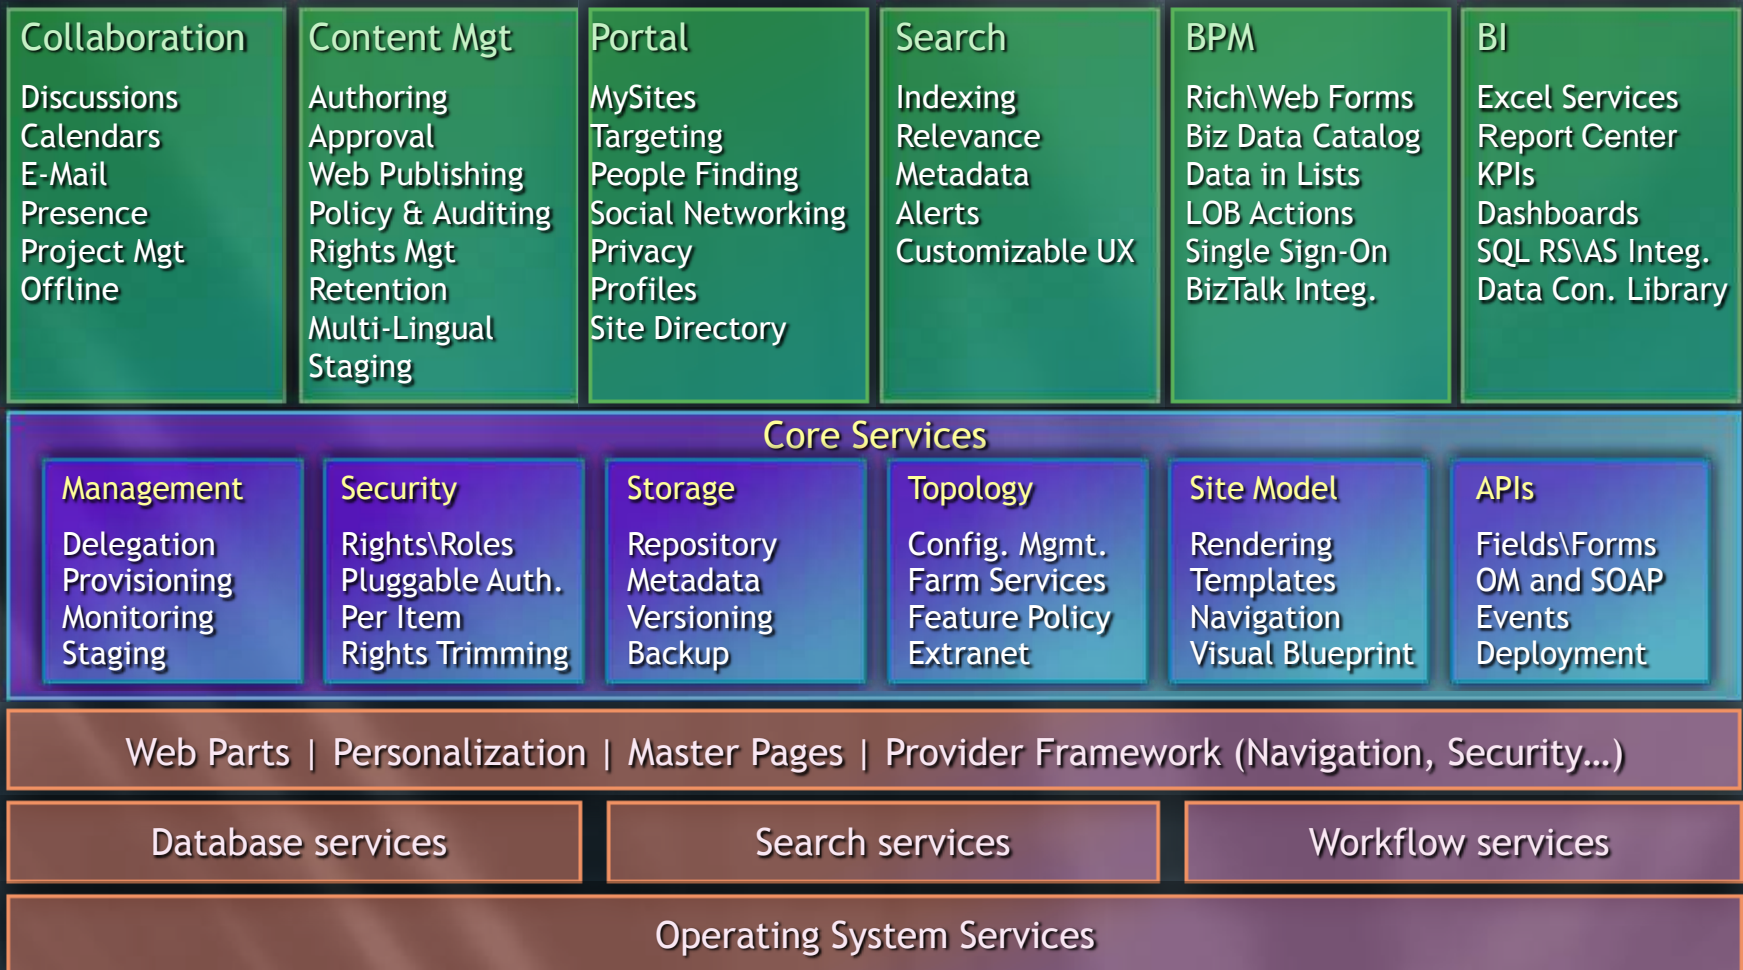 Collaboration
Discussions
Calendars
E-Mail
Presence
Project Mgt
Offline
Content Mgt
Authoring
Approval
Web Publishing
Policy & Auditing
Rights Mgt
Retention
Multi-Lingual
Staging
Portal
MySites
Targeting
People Finding
Social Networking
Privacy
Profiles
Site Directory
Search
Indexing
Relevance
Metadata
Alerts
Customizable UX
BPM
Rich\Web Forms
Biz Data Catalog
Data in Lists
LOB Actions
Single Sign-On
BizTalk Integ.
BI
Excel Services
Report Center
KPIs
Dashboards
SQL RS\AS Integ.
Data Con. Library
Core Services
Management
Delegation
Provisioning
Monitoring
Staging
Security
Rights\Roles
Pluggable Auth.
Per Item
Rights Trimming
Storage
Repository
Metadata
Versioning
Backup
Topology
Config. Mgmt.
Farm Services
Feature Policy
Extranet
Site Model
Rendering
Templates
Navigation
Visual Blueprint
APIs
Fields\Forms
OM and SOAP
Events
Deployment
Web Parts | Personalization | Master Pages | Provider Framework (Navigation, Security…)
Database services
Search services
Workflow services
Operating System Services